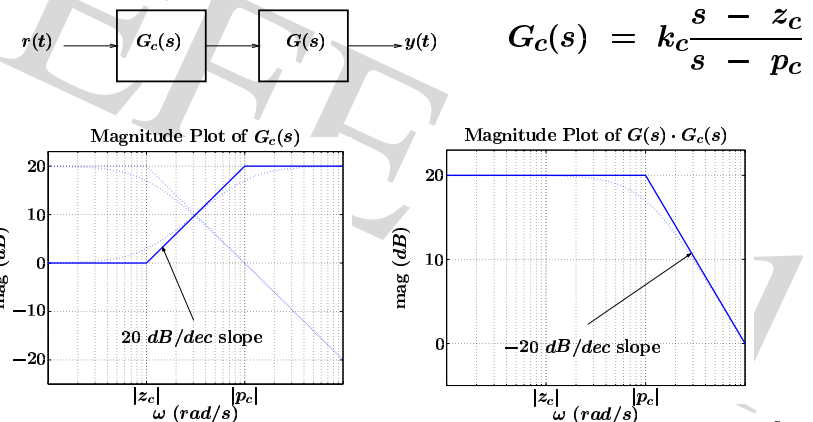 r(t) G_c(s) G(s) y(t)
G_c(s) = k_c \frac{s - z_c}{s - p_c}
Magnitude Plot of G_c(s)
20
10
0
−10
−20
mag (dB)
20 dB/dec slope
|z_c| |p_c|
ω (rad/s)
Magnitude Plot of G(s) · G_c(s)
20
10
0
mag (dB)
−20 dB/dec slope
|z_c| |p_c|
ω (rad/s)